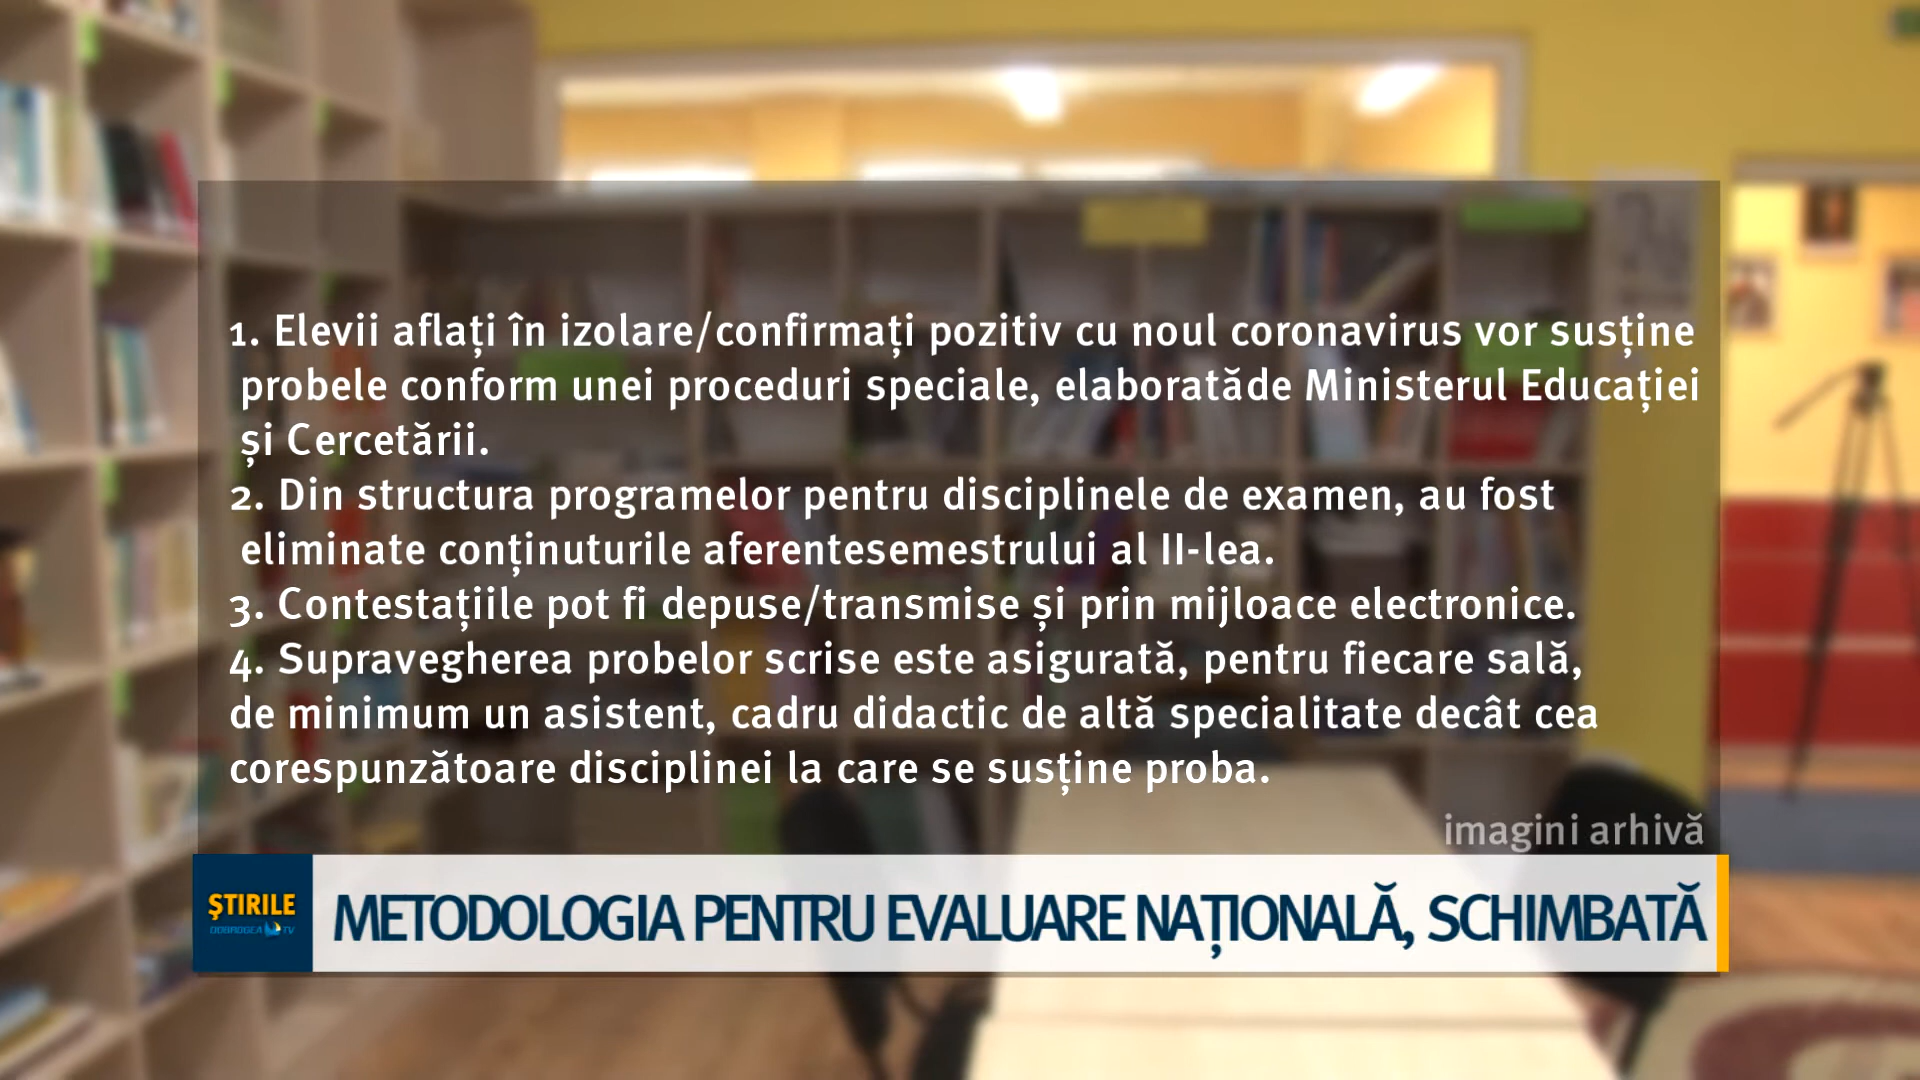 1. Elevii aflați în izolare/confirmați pozitiv cu noul coronavirus vor susține
probele conform unei proceduri speciale, elaboratăde Ministerul Educației
și Cercetării.
2. Din structura programelor pentru disciplinele de examen, au fost
eliminate conținuturile aferentesemestrului al II-lea.
3. Contestațiile pot fi depuse/transmise și prin mijloace electronice.
4. Supravegherea probelor scrise este asigurată, pentru fiecare sală,
de minimum un asistent, cadru didactic de altă specialitate decât cea
corespunzătoare disciplinei la care se susține proba.
imagini arhivă
ȘTIRILE
DOBROGEA TV
METODOLOGIA PENTRU EVALUARE NAȚIONALĂ, SCHIMBATĂ